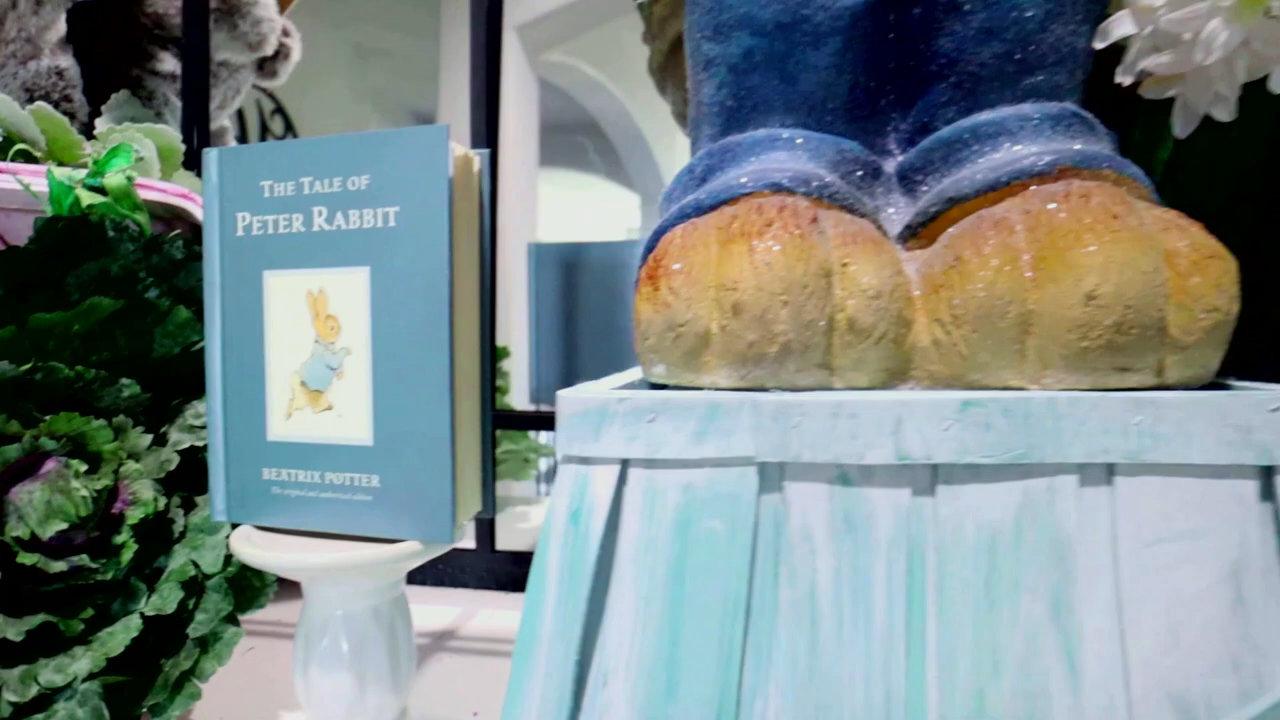 THE TALE OF
PETER RABBIT
BEATRIX POTTER
The original and authorized edition